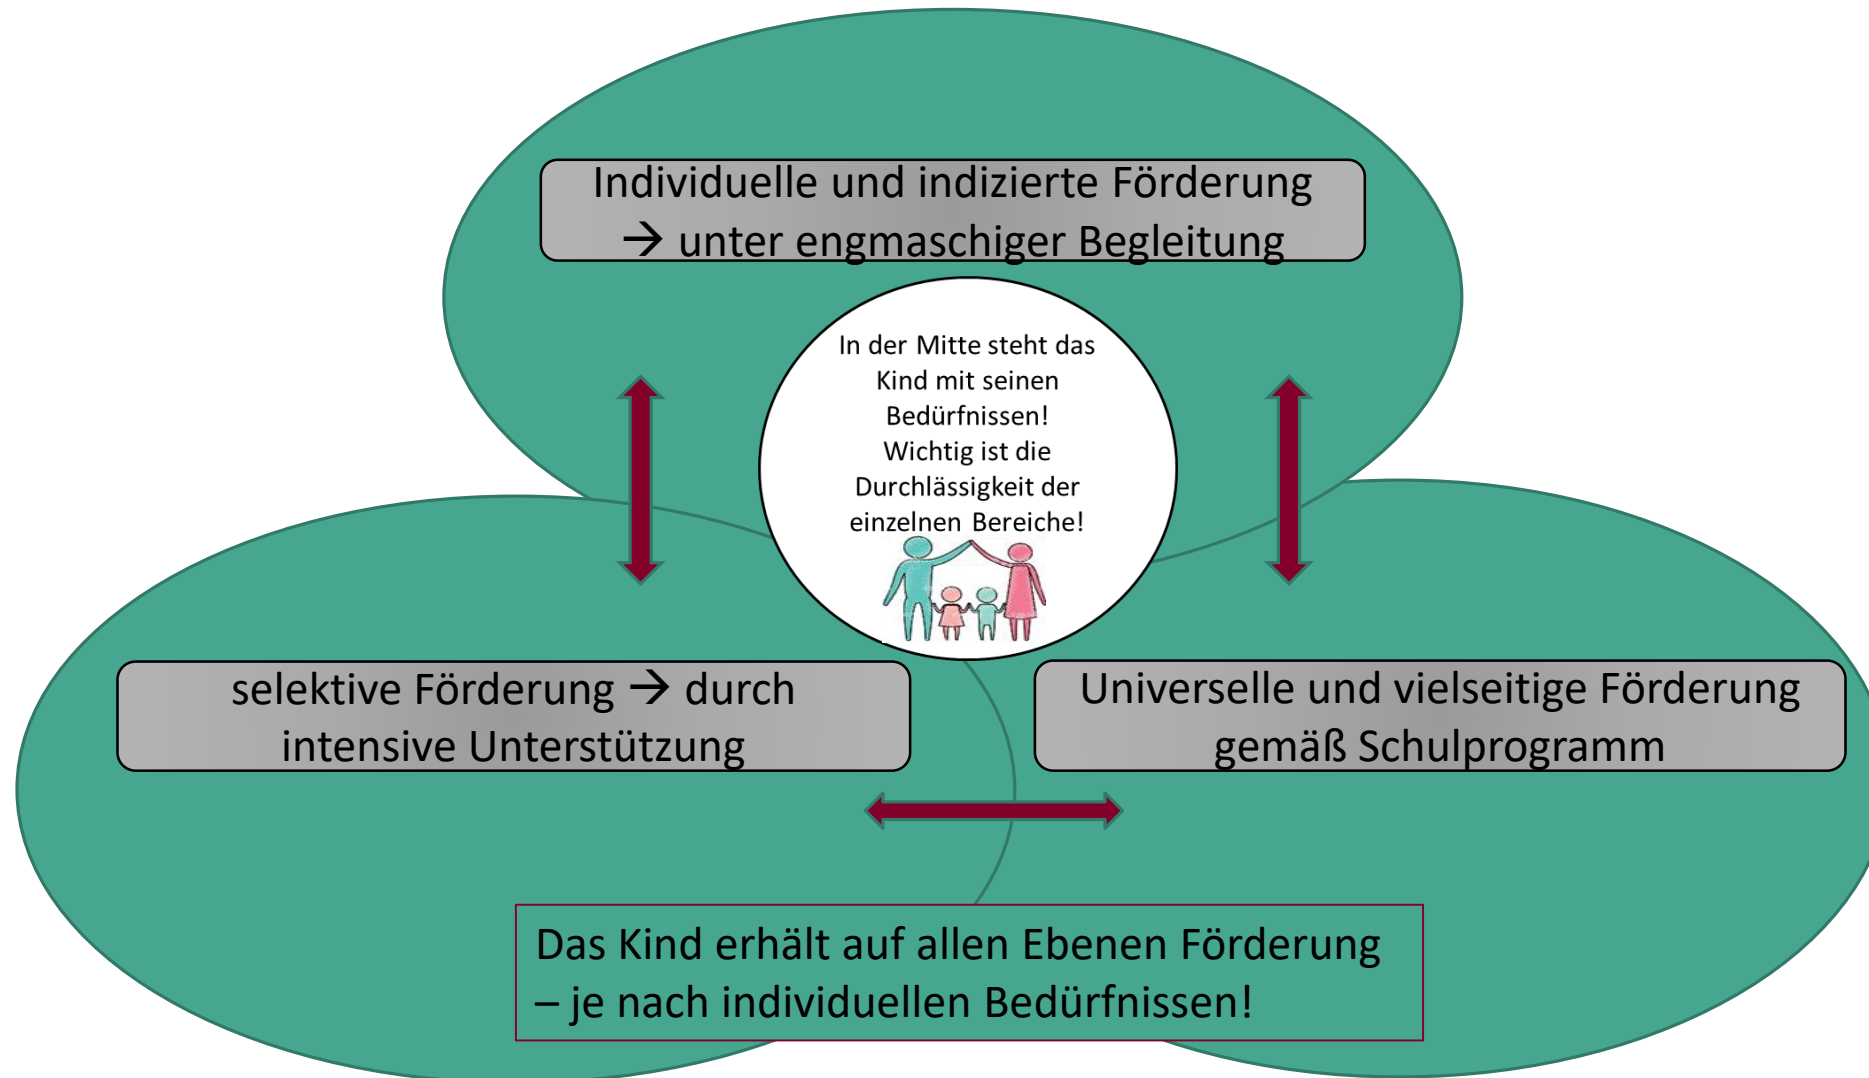 Individuelle und indizierte Förderung
→ unter engmaschiger Begleitung
In der Mitte steht das
Kind mit seinen
Bedürfnissen!
Wichtig ist die
Durchlässigkeit der
einzelnen Bereiche!
selektive Förderung → durch
intensive Unterstützung
Universelle und vielseitige Förderung
gemäß Schulprogramm
Das Kind erhält auf allen Ebenen Förderung
– je nach individuellen Bedürfnissen!